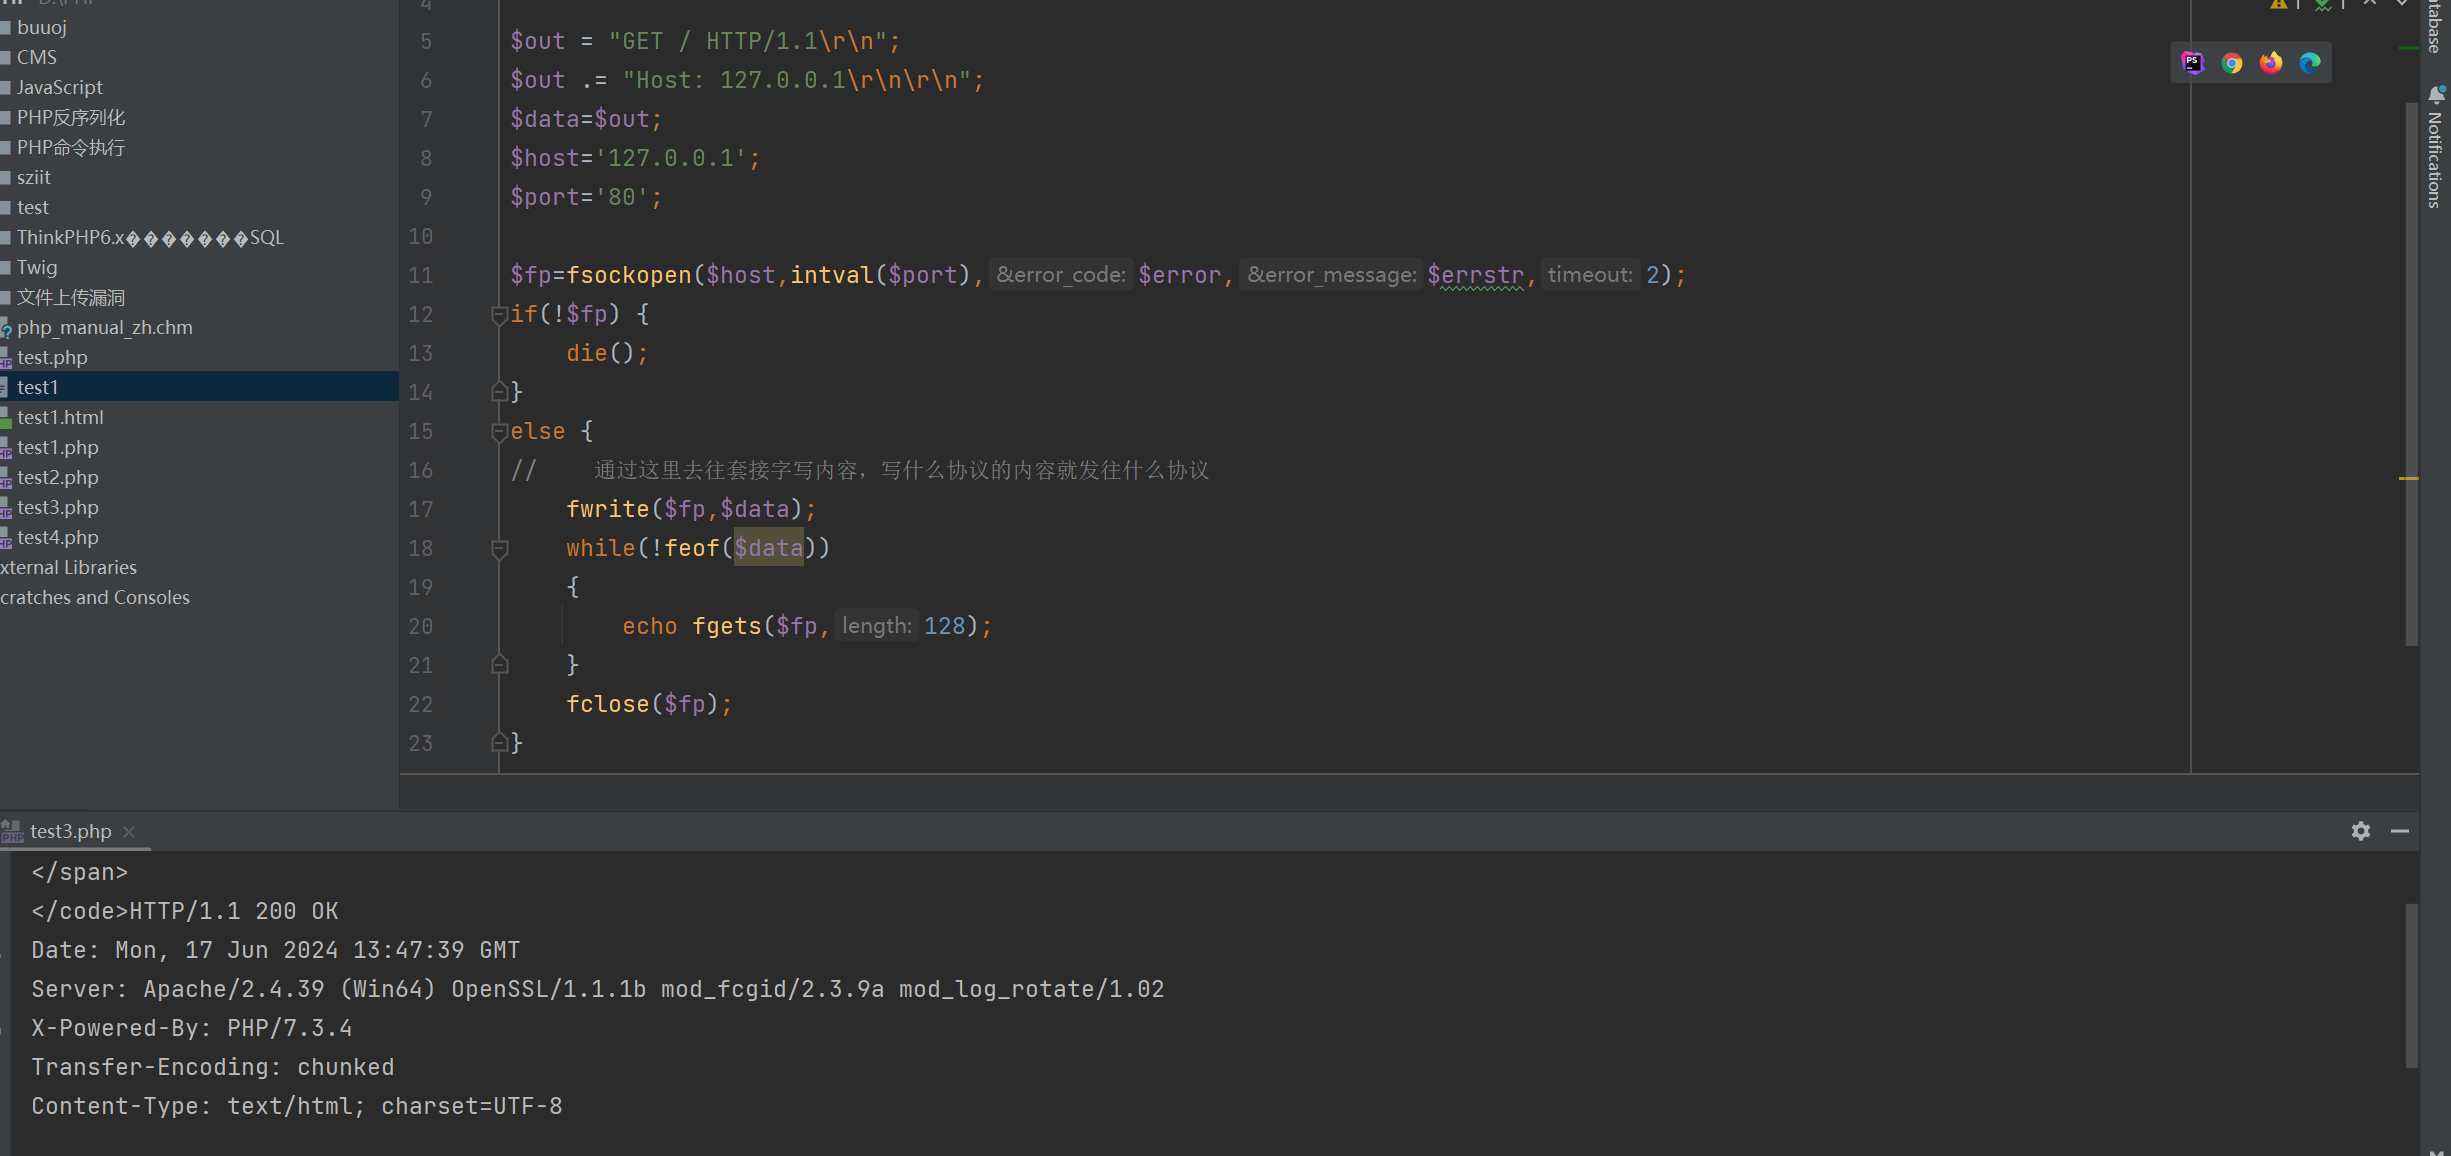 buuoj
CMS
JavaScript
PHP反序列化
PHP命令执行
sziit
test
ThinkPHP6.x�������SQL
Twig
文件上传漏洞
php_manual_zh.chm
test.php
test1
test1.html
test1.php
test2.php
test3.php
test4.php
xternal Libraries
cratches and Consoles
4
5 $out = "GET / HTTP/1.1\r\n";
6 $out .= "Host: 127.0.0.1\r\n\r\n";
7 $data=$out;
8 $host='127.0.0.1';
9 $port='80';
10
11 $fp=fsockopen($host,intval($port), &error_code: $error, &error_message: $errstr, timeout: 2);
12 if(!$fp) {
13 die();
14 }
15 else {
16 // 通过这里去往套接字写内容，写什么协议的内容就发往什么协议
17 fwrite($fp,$data);
18 while(!feof($data))
19 {
20 echo fgets($fp, length: 128);
21 }
22 fclose($fp);
23 }
tabase
Notifications
test3.php
</span>
</code>HTTP/1.1 200 OK
Date: Mon, 17 Jun 2024 13:47:39 GMT
Server: Apache/2.4.39 (Win64) OpenSSL/1.1.1b mod_fcgid/2.3.9a mod_log_rotate/1.02
X-Powered-By: PHP/7.3.4
Transfer-Encoding: chunked
Content-Type: text/html; charset=UTF-8